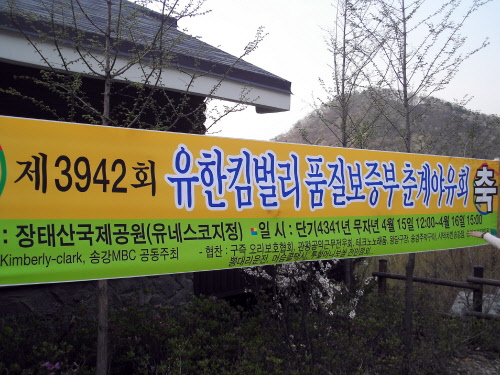 제3942회 유한킴벌리 품질보증부 춘계야유회 축
: 장태산국제공원(유네스코지정) 일 시 : 단기4341년 무자년 4월 15일 12:00-4월 16일 15:00
Kimberly-clark, 송강MBC 공동주최 - 협찬 : 구즉 오리보호협회,